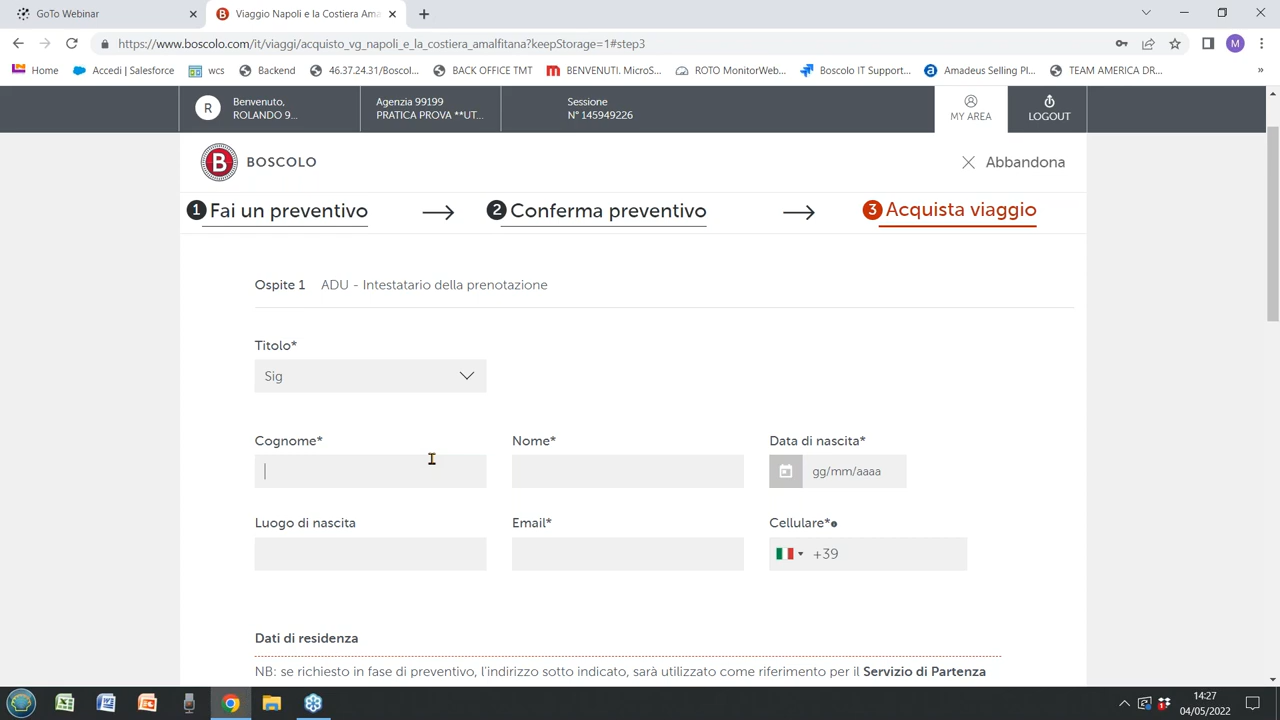 GoTo Webinar
Viaggio Napoli e la Costiera Ama
https://www.boscolo.com/it/viaggi/acquisto_vg_napoli_e_la_costiera_amalfitana?keepStorage=1#step3
M
Home
Accedi | Salesforce
wcs
Backend
46.37.24.31/Boscol...
BACK OFFICE TMT
BENVENUTI. MicroS...
ROTO MonitorWeb...
Boscolo IT Support...
Amadeus Selling Pl...
TEAM AMERICA DR...
»
R
Benvenuto,
ROLANDO 9...
Agenzia 99199
PRATICA PROVA **UT...
Sessione
N° 145949226
MY AREA
LOGOUT
B BOSCOLO
Abbandona
1 Fai un preventivo
2 Conferma preventivo
3 Acquista viaggio
Ospite 1 ADU - Intestatario della prenotazione
Titolo*
Sig
Cognome* Nome* Data di nascita*
gg/mm/aaaa
Luogo di nascita Email* Cellulare*
+39
Dati di residenza
NB: se richiesto in fase di preventivo, l'indirizzo sotto indicato, sarà utilizzato come riferimento per il Servizio di Partenza
14:27
04/05/2022